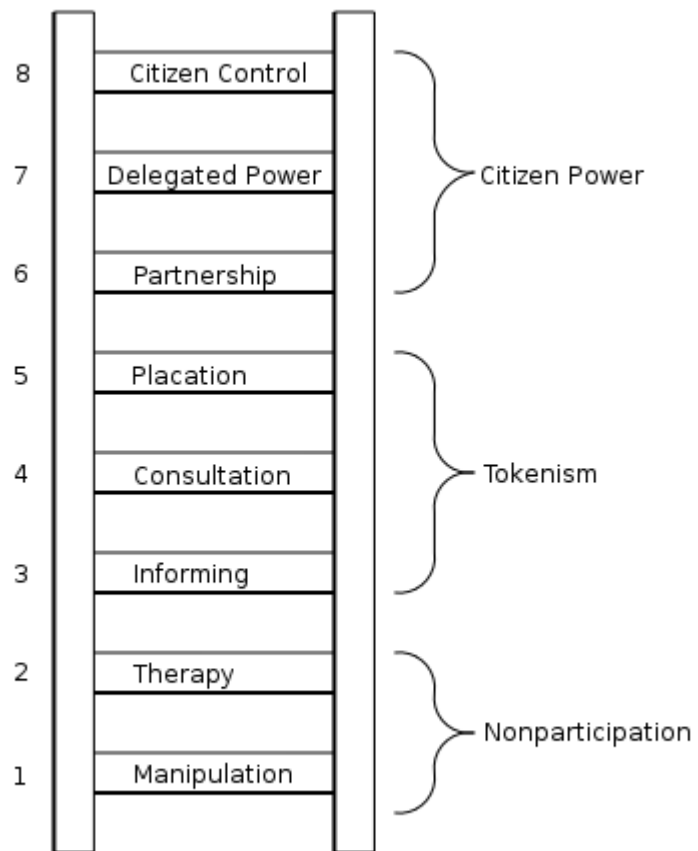 8 Citizen Control
7 Delegated Power Citizen Power
6 Partnership
5 Placation
4 Consultation Tokenism
3 Informing
2 Therapy
Nonparticipation
1 Manipulation